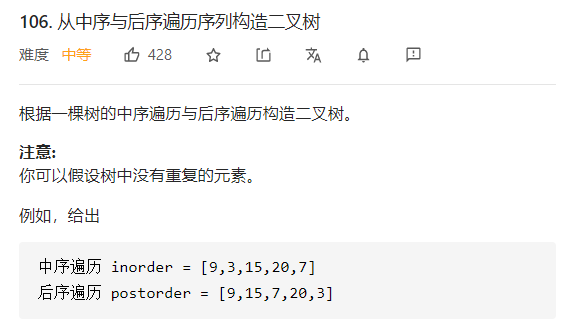 106. 从中序与后序遍历序列构造二叉树
难度 中等 428
根据一棵树的中序遍历与后序遍历构造二叉树。
注意:
你可以假设树中没有重复的元素。
例如，给出
中序遍历 inorder = [9,3,15,20,7]
后序遍历 postorder = [9,15,7,20,3]